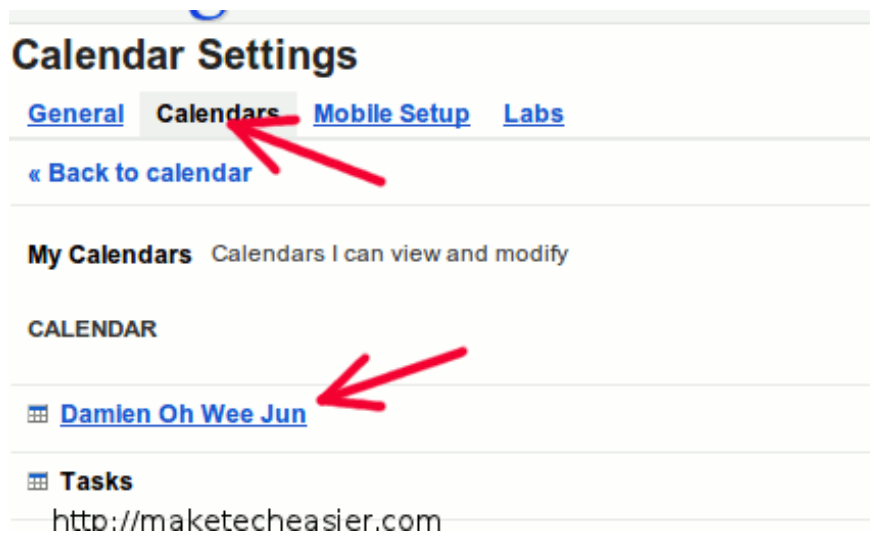 Calendar Settings
General Calendars Mobile Setup Labs
« Back to calendar
My Calendars Calendars I can view and modify
CALENDAR
Damien Oh Wee Jun
Tasks
http://maketecheasier.com